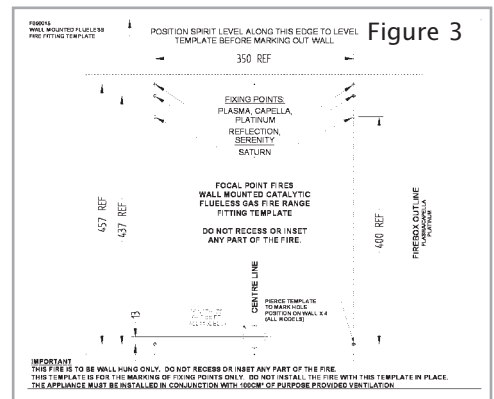 F890016
WALL MOUNTED FLUELESS
FIRE FITTING TEMPLATE
POSITION SPIRIT LEVEL ALONG THIS EDGE TO LEVEL
TEMPLATE BEFORE MARKING OUT WALL
Figure 3
350 REF
FIXING POINTS:
PLASMA, CAPELLA,
PLATINUM
REFLECTION,
SERENITY
SATURN
457 REF
437 REF
400 REF
FOCAL POINT FIRES
WALL MOUNTED CATALYTIC
FLUELESS GAS FIRE RANGE
FITTING TEMPLATE
DO NOT RECESS OR INSET
ANY PART OF THE FIRE.
FIREBOX OUTLINE
PLASMA/CAPELLA
PLATINUM
CENTRE LINE
PIERCE TEMPLATE
TO MARK HOLE
POSITION ON WALL X 4
(ALL MODELS)
13
IMPORTANT
THIS FIRE IS TO BE WALL HUNG ONLY. DO NOT RECESS OR INSET ANY PART OF THE FIRE.
THIS TEMPLATE IS FOR THE MARKING OF FIXING POINTS ONLY. DO NOT INSTALL THE FIRE WITH THIS TEMPLATE IN PLACE.
THE APPLIANCE MUST BE INSTALLED IN CONJUNCTION WITH 100CM² OF PURPOSE PROVIDED VENTILATION